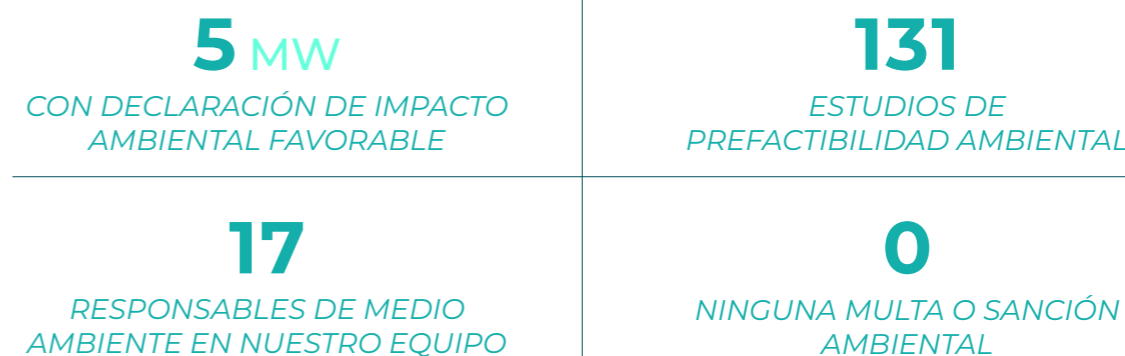 5 MW
CON DECLARACIÓN DE IMPACTO
AMBIENTAL FAVORABLE
131
ESTUDIOS DE
PREFACTIBILIDAD AMBIENTAL
17
RESPONSABLES DE MEDIO
AMBIENTE EN NUESTRO EQUIPO
0
NINGUNA MULTA O SANCIÓN
AMBIENTAL